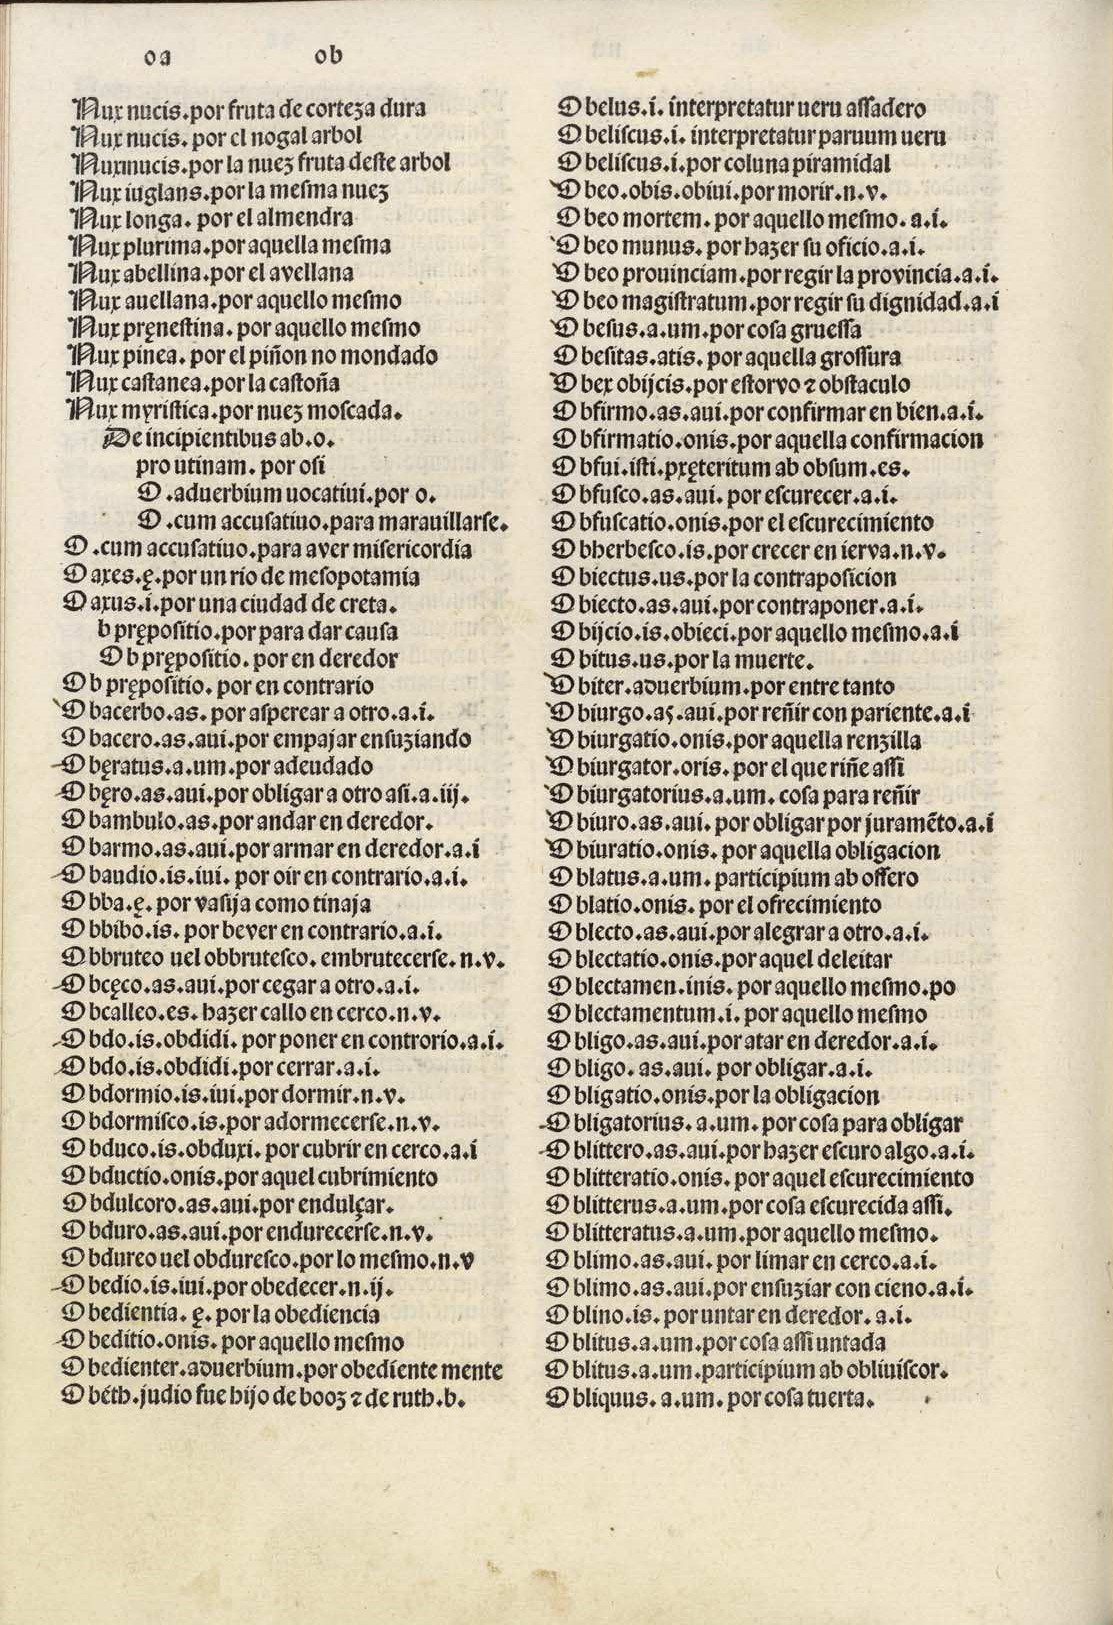 oa ob
Nux nucis.por fruta de corteza dura
Nux nucis. por el nogal arbol
Nuxnucis.por la nuez fruta deste arbol
Nux iuglans.por la mesma nuez
Nux longa. por el almendra
Nux plurima.por aquella mesma
Nux abellina.por el avellana
Nux auellana.por aquello mesmo
Nux pręnestina. por aquello mesmo
Nux pinea. por el piñon no mondado
Nux castanea.por la castoña
Nux myristica.por nuez moscada.
De incipientibus ab.o.
pro utinam. por osi
O .aduerbium uocatiui.por o.
O .cum accusatiuo.para marauillarse.
O .cum accusatiuo.para aver misericordia
Oaxes.ę.por un rio de mesopotamia
Oaxus.i.por una ciudad de creta.
b prępositio.por para dar causa
Ob prępositio. por en deredor
Ob prępositio. por en contrario
Obacerbo.as. por asperear a otro.a.i.
Obacero.as.aui.por empajar ensuziando
Obęratus.a.um.por adeudado
Obęro.as.aui.por obligar a otro asi.a.iij.
Obambulo.as.por andar en deredor.
Obarmo.as.aui.por armar en deredor.a.i
Obaudio.is.iui. por oir en contrario.a.i.
Obba.ę.por vasija como tinaja
Obbibo.is. por bever en contrario.a.i.
Obbruteo uel obbrutesco. embrutecerse.n.v.
Obcęco.as.aui.por cegar a otro.a.i.
Obcalleo.es. hazer callo en cerco.n.v.
Obdo.is.obdidi. por poner en controrio.a.i.
Obdo.is.obdidi.por cerrar.a.i.
Obdormio.is.iui.por dormir.n.v.
Obdormisco.is.por adormecerse.n.v.
Obduco.is.obduxi. por cubrir en cerco.a.i
Obductio.onis.por aquel cubrimiento
Obdulcoro.as.aui.por endulçar.
Obduro.as.aui.por endurecerse.n.v.
Obdureo uel obduresco.por lo mesmo.n.v
Obedio.is.iui.por obedecer.n.ij.
Obedientia. ę. por la obediencia
Obeditio.onis. por aquello mesmo
Obedienter.aduerbium.por obediente mente
Obéth.judio fue hijo de booz ⁊ de ruth.b.
Obelus.i. interpretatur ueru assadero
Obeliscus.i. interpretatur paruum ueru
Obeliscus.i.por coluna piramidal
Obeo.obis.obiui.por morir.n.v.
Obeo mortem. por aquello mesmo. a.i.
Obeo munus. por hazer su oficio.a.i.
Obeo prouinciam.por regir la provincia.a.i.
Obeo magistratum.por regir su dignidad.a.i
Obesus.a.um.por cosa gruessa
Obesitas.atis. por aquella grossura
Obex obijcis.por estorvo ⁊ obstaculo
Obfirmo.as.aui.por confirmar en bien.a.i.
Obfirmatio.onis.por aquella confirmacion
Obfui.isti.pręteritum ab obsum.es.
Obfusco.as.aui. por escurecer.a.i.
Obfuscatio.onis.por el escurecimiento
Obherbesco.is.por crecer en ierva.n.v.
Obiectus.us.por la contraposicion
Obiecto.as.aui.por contraponer.a.i.
Obijcio.is.obieci.por aquello mesmo.a.i
Obitus.us.por la muerte.
Obiter.aduerbium.por entre tanto
Obiurgo.as.aui.por reñir con pariente.a.i
Obiurgatio.onis.por aquella renzilla
Obiurgator.oris. por el que riñe assi
Obiurgatorius.a.um. cosa para reñir
Obiuro.as.aui. por obligar por juramẽto.a.i
Obiuratio.onis. por aquella obligacion
Oblatus.a.um. participium ab offero
Oblatio.onis. por el ofrecimiento
Oblecto.as.aui.por alegrar a otro.a.i.
Oblectatio.onis.por aquel deleitar
Oblectamen.inis. por aquello mesmo.po
Oblectamentum.i. por aquello mesmo
Obligo.as.aui.por atar en deredor.a.i.
Obligo. as.aui. por obligar.a.i.
Obligatio.onis.por la obligacion
Obligatorius. a.um. por cosa para obligar
Oblittero.as.aui.por hazer escuro algo.a.i.
Oblitteratio.onis. por aquel escurecimiento
Oblitterus.a.um.por cosa escurecida assi.
Oblitteratus.a.um.por aquello mesmo.
Oblimo.as.aui. por limar en cerco.a.i.
Oblimo.as.aui.por ensuziar con cieno.a.i.
Oblino.is. por untar en deredor. a.i.
Oblitus.a.um.por cosa assi untada
Oblitus.a.um.participium ab obliuiscor.
Obliquus. a.um. por cosa tuerta.